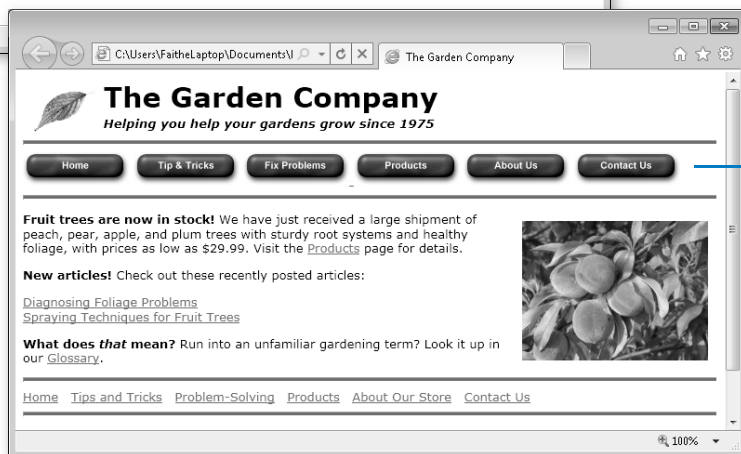 C:\Users\FaitheLaptop\Documents\I
The Garden Company
The Garden Company
Helping you help your gardens grow since 1975
Home Tip & Tricks Fix Problems Products About Us Contact Us
Fruit trees are now in stock! We have just received a large shipment of
peach, pear, apple, and plum trees with sturdy root systems and healthy
foliage, with prices as low as $29.99. Visit the Products page for details.
New articles! Check out these recently posted articles:
Diagnosing Foliage Problems
Spraying Techniques for Fruit Trees
What does that mean? Run into an unfamiliar gardening term? Look it up in
our Glossary.
Home Tips and Tricks Problem-Solving Products About Our Store Contact Us
100%